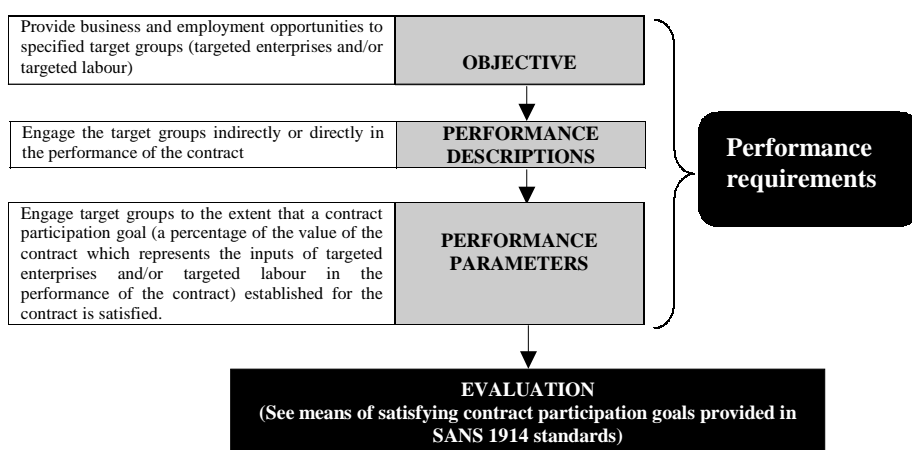 Provide business and employment opportunities to
specified target groups (targeted enterprises and/or
targeted labour)
OBJECTIVE
Engage the target groups indirectly or directly in
the performance of the contract
PERFORMANCE
DESCRIPTIONS
Engage target groups to the extent that a contract
participation goal (a percentage of the value of the
contract which represents the inputs of targeted
enterprises and/or targeted labour in the
performance of the contract) established for the
contract is satisfied.
PERFORMANCE
PARAMETERS
Performance
requirements
EVALUATION
(See means of satisfying contract participation goals provided in
SANS 1914 standards)